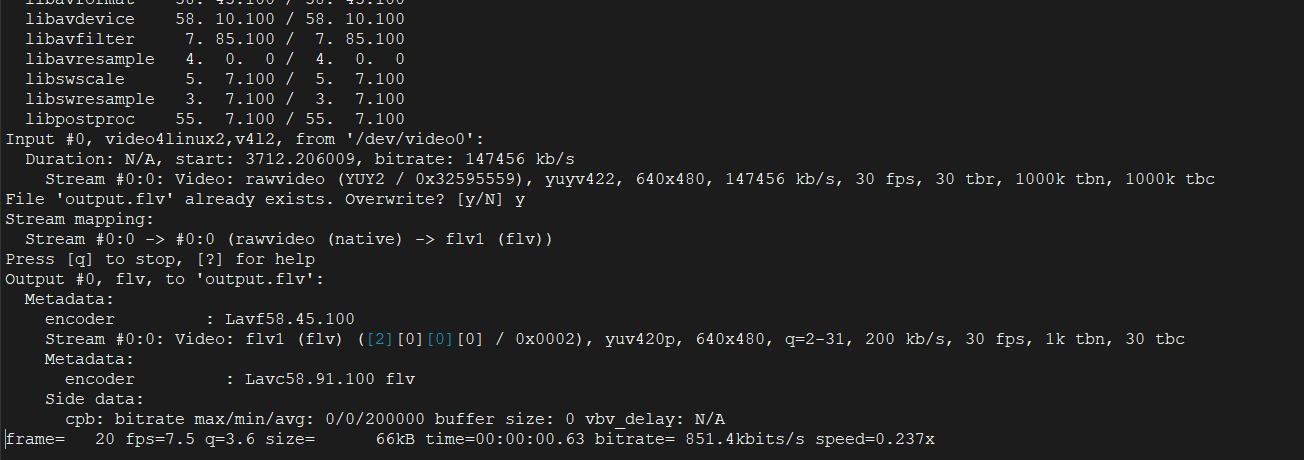 libavformat    58. 45.100 / 58. 45.100
libavdevice    58. 10.100 / 58. 10.100
libavfilter     7. 85.100 /  7. 85.100
libavresample   4.  0.  0 /  4.  0.  0
libswscale      5.  7.100 /  5.  7.100
libswresample   3.  7.100 /  3.  7.100
libpostproc    55.  7.100 / 55.  7.100
Input #0, video4linux2,v4l2, from '/dev/video0':
  Duration: N/A, start: 3712.206009, bitrate: 147456 kb/s
    Stream #0:0: Video: rawvideo (YUY2 / 0x32595559), yuyv422, 640x480, 147456 kb/s, 30 fps, 30 tbr, 1000k tbn, 1000k tbc
File 'output.flv' already exists. Overwrite? [y/N] y
Stream mapping:
  Stream #0:0 -> #0:0 (rawvideo (native) -> flv1 (flv))
Press [q] to stop, [?] for help
Output #0, flv, to 'output.flv':
  Metadata:
    encoder         : Lavf58.45.100
    Stream #0:0: Video: flv1 (flv) ([2][0][0][0] / 0x0002), yuv420p, 640x480, q=2-31, 200 kb/s, 30 fps, 1k tbn, 30 tbc
    Metadata:
      encoder         : Lavc58.91.100 flv
    Side data:
      cpb: bitrate max/min/avg: 0/0/200000 buffer size: 0 vbv_delay: N/A
frame=   20 fps=7.5 q=3.6 size=      66kB time=00:00:00.63 bitrate= 851.4kbits/s speed=0.237x